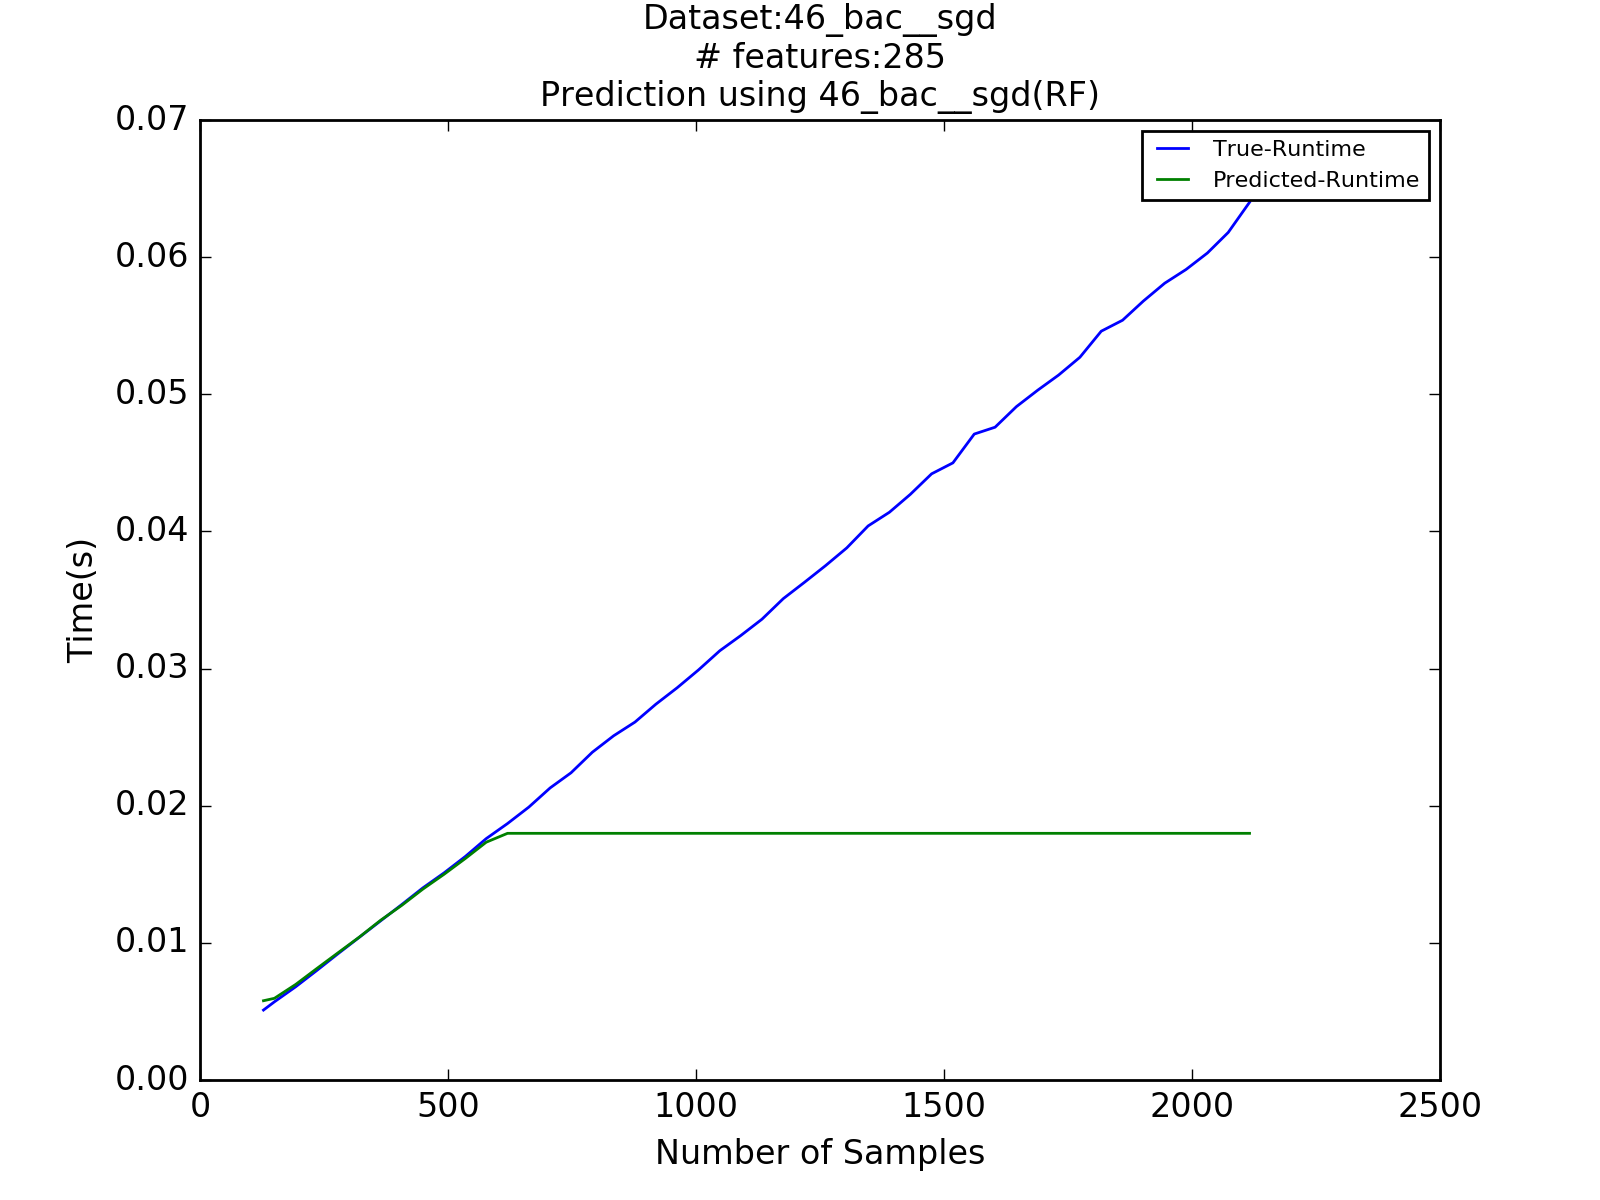 Dataset:46_bac__sgd
# features:285
Prediction using 46_bac__sgd(RF)
True-Runtime
Predicted-Runtime
0.07
0.06
0.05
0.04
0.03
0.02
0.01
0.00
Time(s)
0 500 1000 1500 2000 2500
Number of Samples